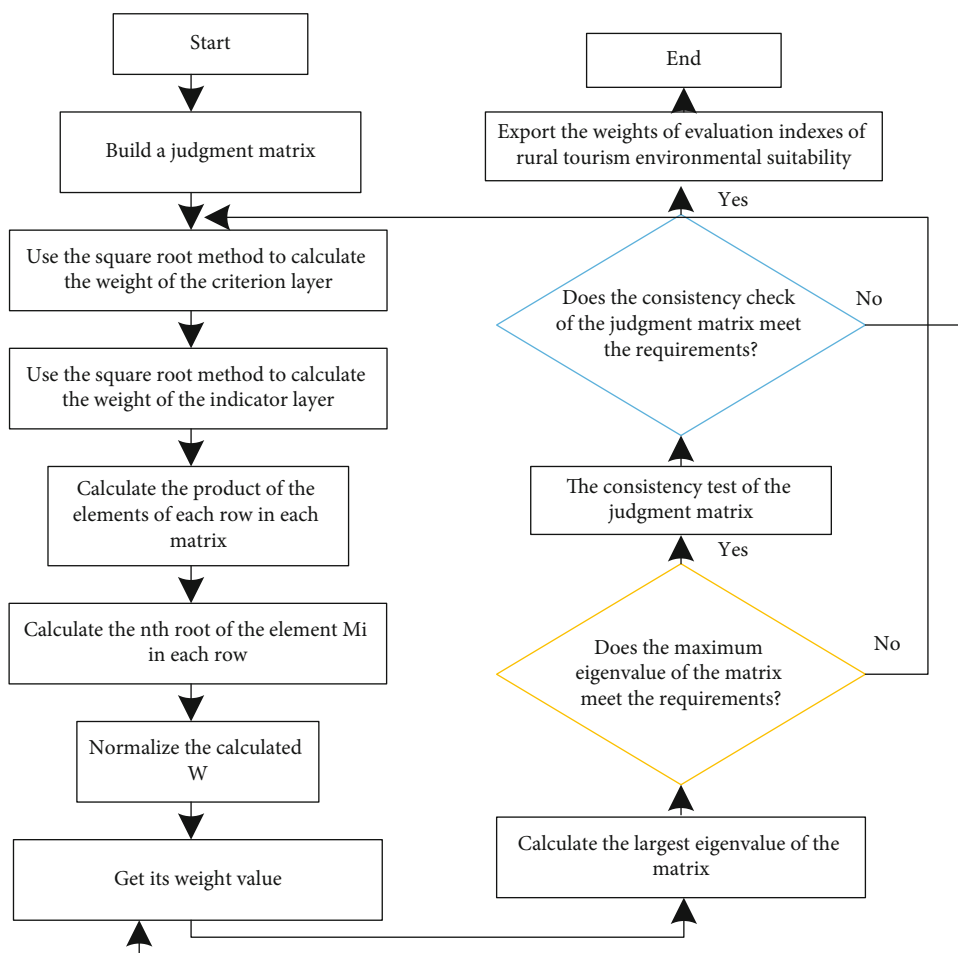 Start
Build a judgment matrix
Use the square root method to calculate
the weight of the criterion layer
Use the square root method to calculate
the weight of the indicator layer
Calculate the product of the
elements of each row in each
matrix
Calculate the nth root of the element Mi
in each row
Normalize the calculated
W
Get its weight value
End
Export the weights of evaluation indexes of
rural tourism environmental suitability
Yes
Does the consistency check
of the judgment matrix meet
the requirements?
No
The consistency test of the
judgment matrix
Yes
Does the maximum
eigenvalue of the matrix
meet the requirements?
No
Calculate the largest eigenvalue of the
matrix